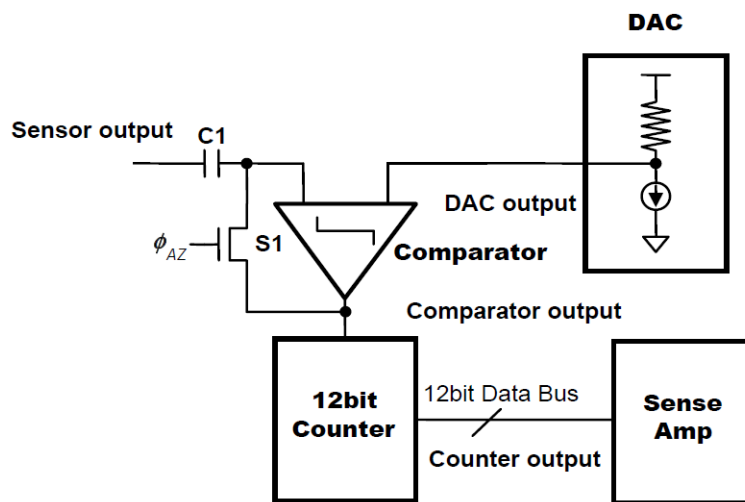 DAC
Sensor output
C1
DAC output
ϕAZ
S1
Comparator
Comparator output
12bit
Counter
12bit Data Bus
Counter output
Sense
Amp